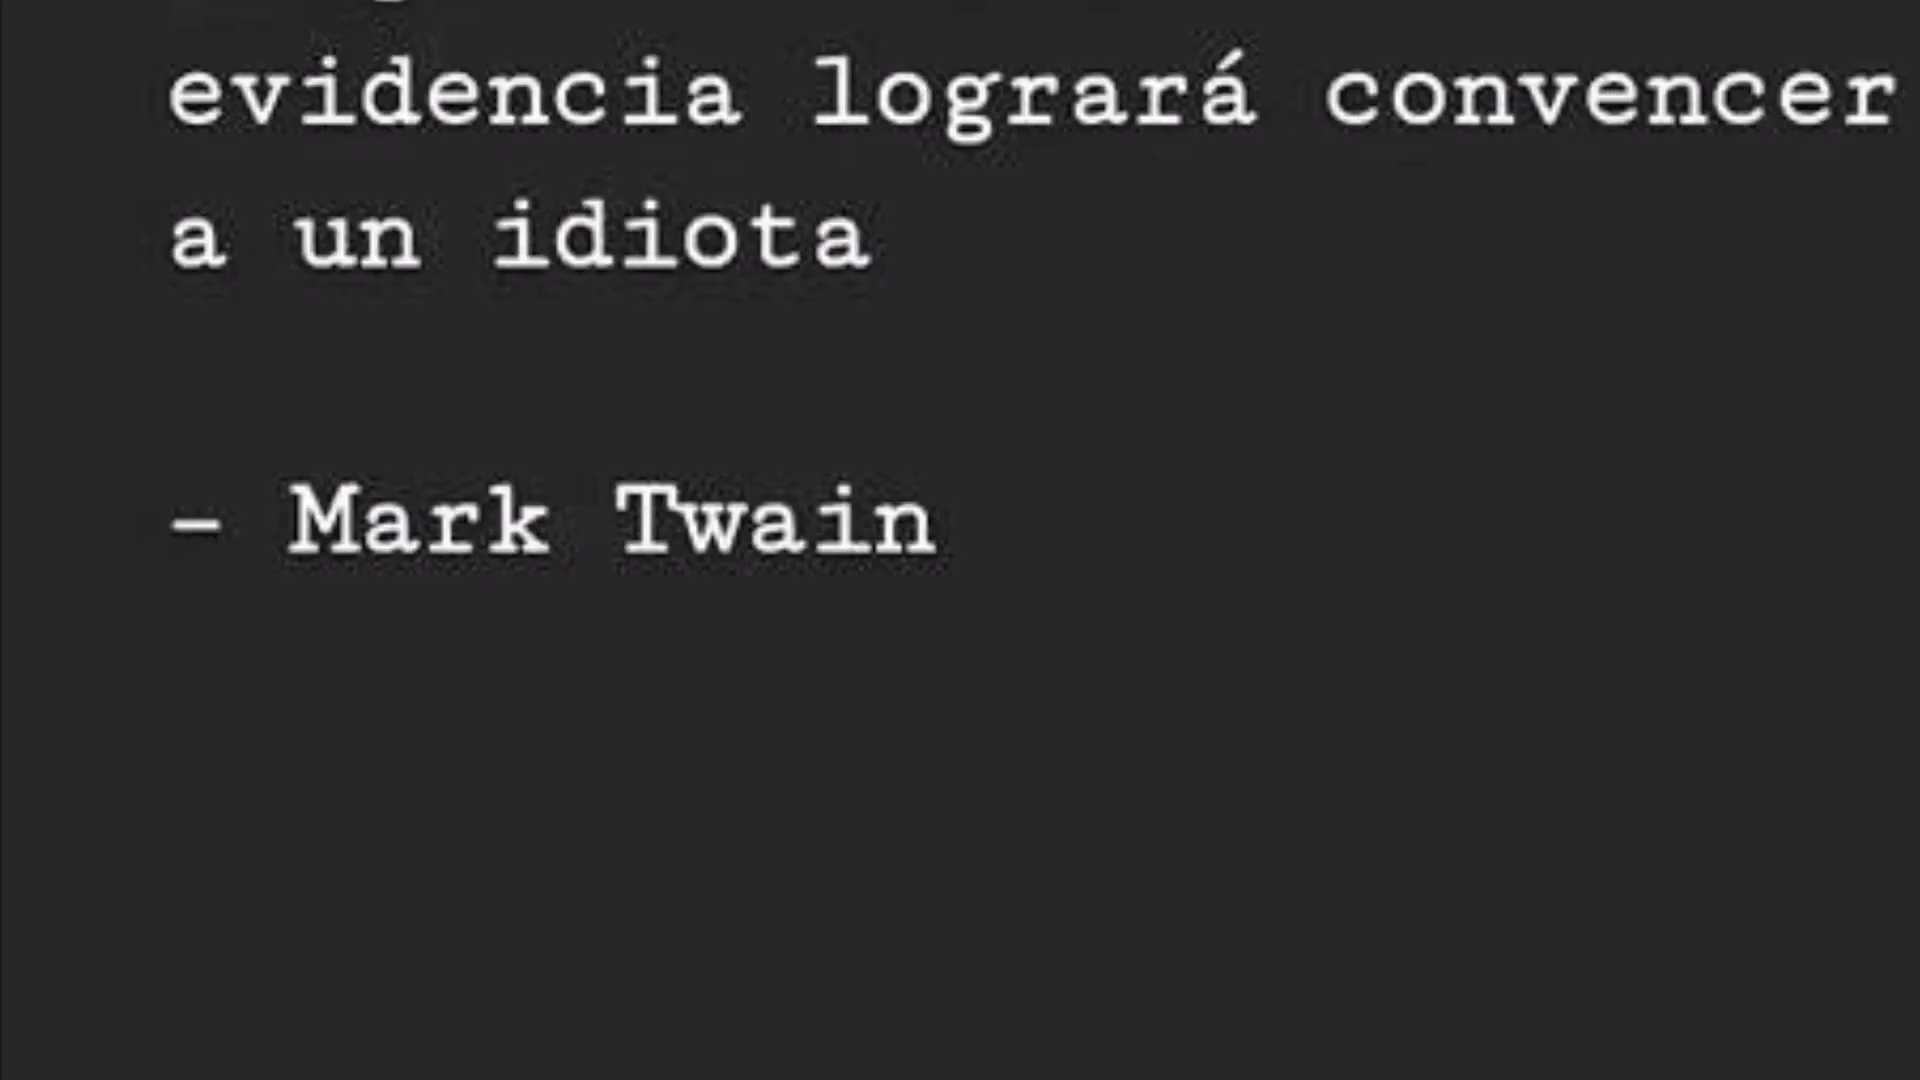 evidencia logrará convencer
a un idiota
– Mark Twain